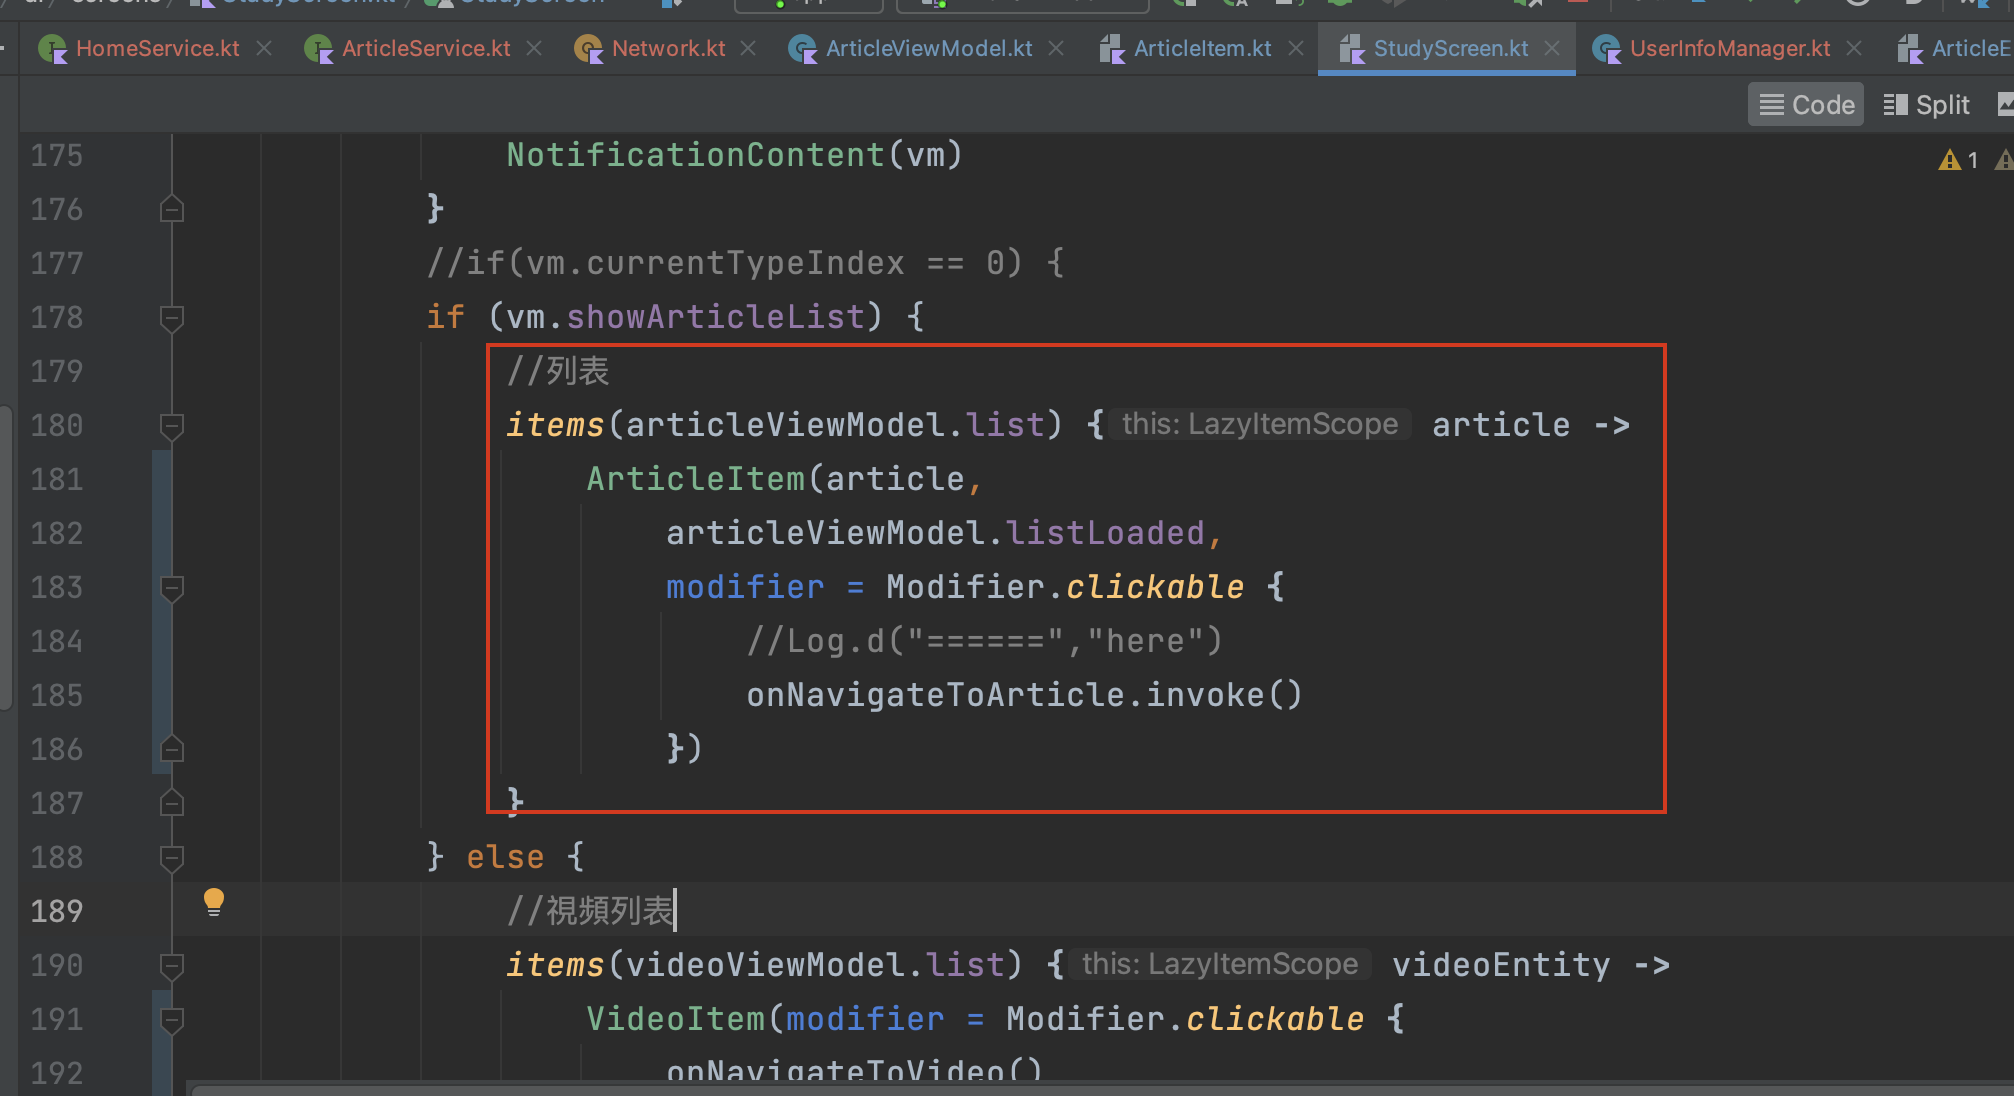 HomeService.kt ArticleService.kt Network.kt ArticleViewModel.kt ArticleItem.kt StudyScreen.kt UserInfoManager.kt ArticleE
Code Split
175 NotificationContent(vm)
1
176 }
177 //if(vm.currentTypeIndex == 0) {
178 if (vm.showArticleList) {
179 //列表
180 items(articleViewModel.list) { this: LazyItemScope article ->
181 ArticleItem(article,
182 articleViewModel.listLoaded,
183 modifier = Modifier.clickable {
184 //Log.d("======","here")
185 onNavigateToArticle.invoke()
186 })
187 }
188 } else {
189 //視頻列表
190 items(videoViewModel.list) { this: LazyItemScope videoEntity ->
191 VideoItem(modifier = Modifier.clickable {
192 onNavigateToVideo()